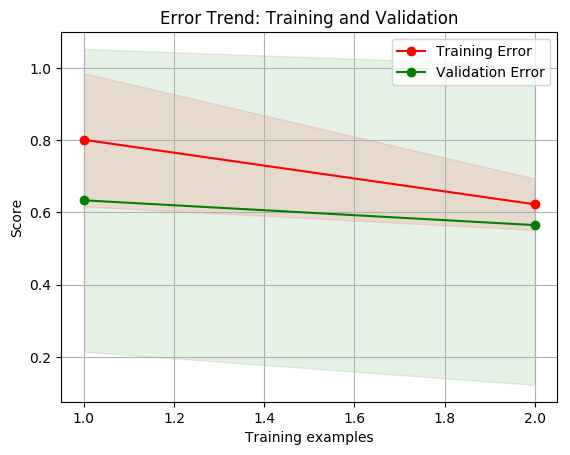 Error Trend: Training and Validation
Training Error
Validation Error
Score
1.0
0.8
0.6
0.4
0.2
1.0 1.2 1.4 1.6 1.8 2.0
Training examples